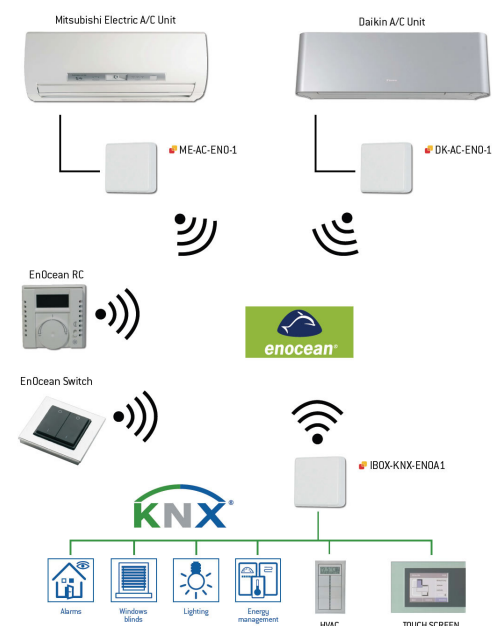 Mitsubishi Electric A/C Unit
Daikin A/C Unit
ME-AC-ENO-1
DK-AC-ENO-1
EnOcean RC
enocean®
EnOcean Switch
IBOX-KNX-ENOA1
KNX®
Alarms
Windows
blinds
Lighting
Energy
management
HVAC
TOUCH SCREEN